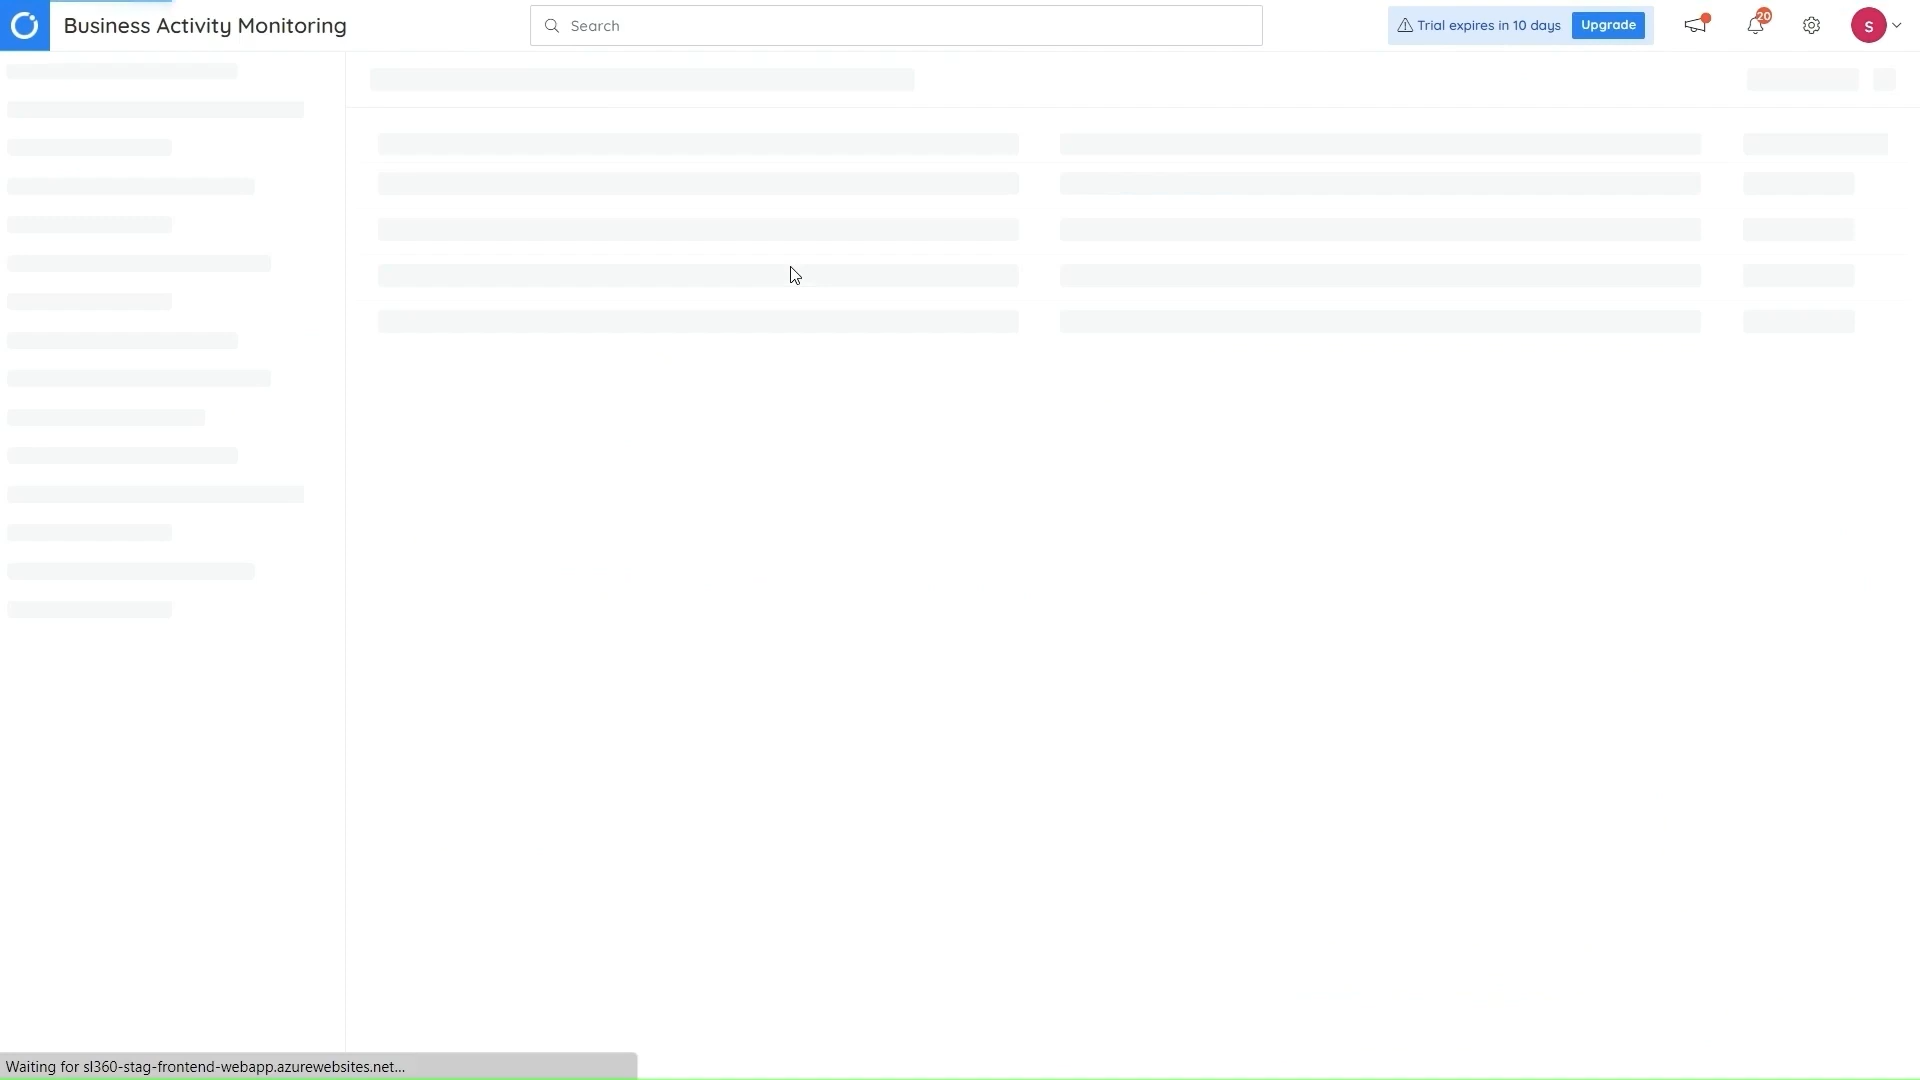 Business Activity Monitoring
Search
Trial expires in 10 days
Upgrade
20
S
Waiting for sl360-stag-frontend-webapp.azurewebsites.net...